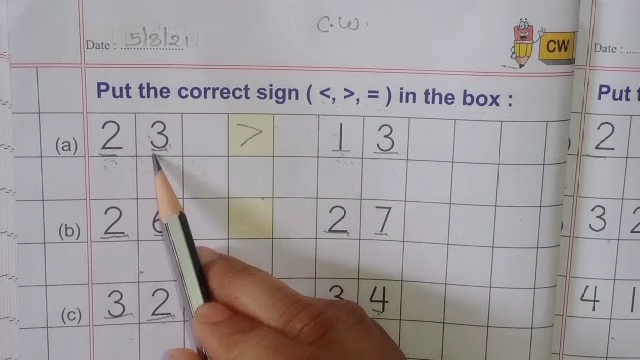 C.W.
Date : 5/8/21
CW
Date :
Put the correct sign ( <, >, = ) in the box :
Put
(a) 2 3 > 1 3
2
(b) 2 6 2 7
3 2
(c) 3 2 3 4
4 1